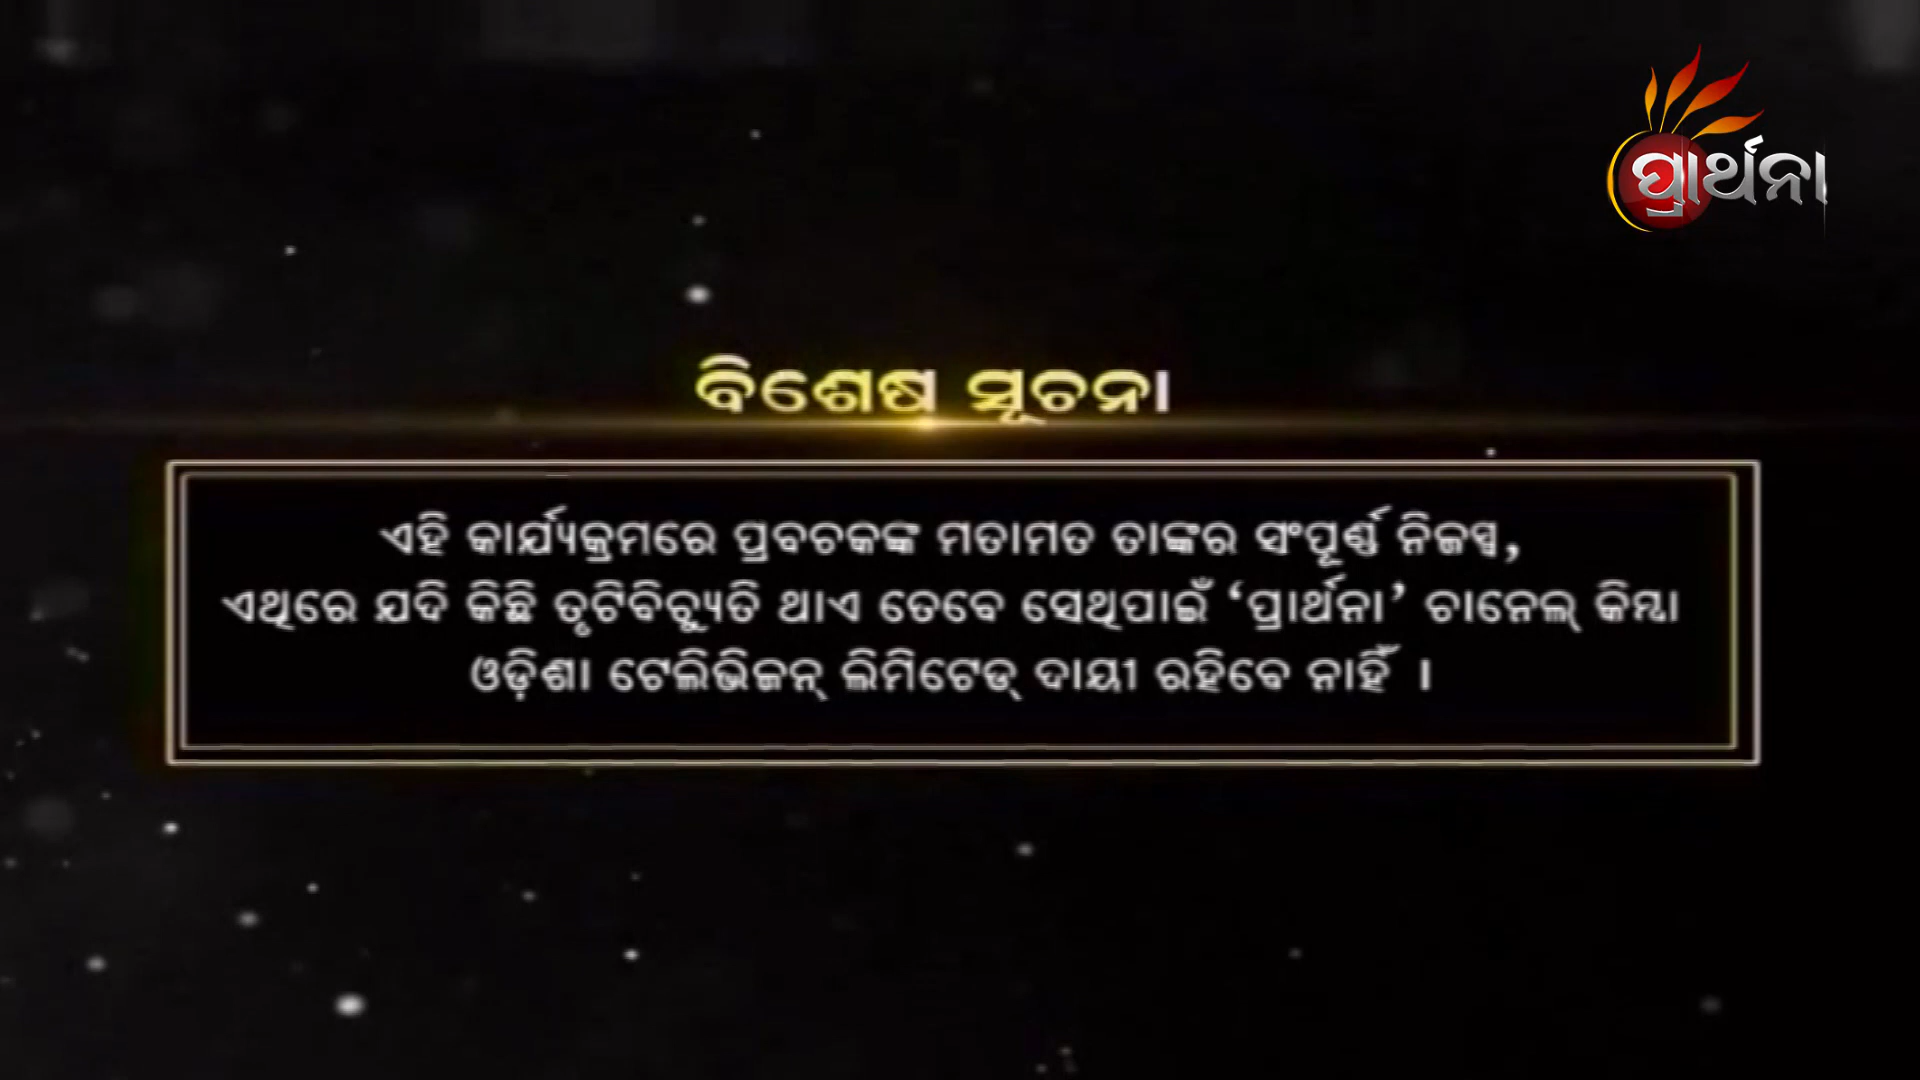 ପ୍ରାର୍ଥନା
ବିଶେଷ ସୂଚନା
ଏହି କାର୍ଯ୍ୟକ୍ରମରେ ପ୍ରବଚକଙ୍କ ମତାମତ ତାଙ୍କର ସଂପୂର୍ଣ୍ଣ ନିଜସ୍ୱ,
ଏଥିରେ ଯଦି କିଛି ତୃଟିବିଚ୍ୟୁତି ଥାଏ ତେବେ ସେଥିପାଇଁ ‘ପ୍ରାର୍ଥନା’ ଚାନେଲ୍ କିମ୍ବା
ଓଡ଼ିଶା ଟେଲିଭିଜନ୍ ଲିମିଟେଡ୍ ଦାୟୀ ରହିବେ ନାହିଁ ।